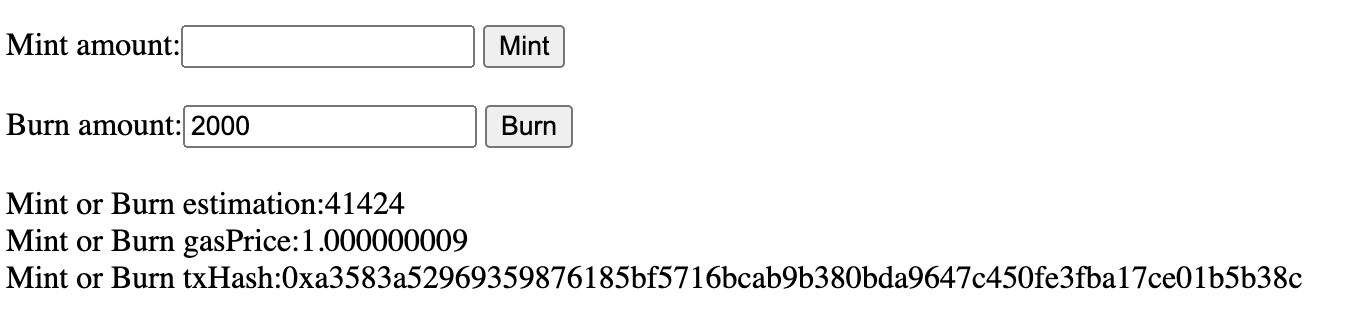 Mint amount: Mint
Burn amount: 2000 Burn
Mint or Burn estimation:41424
Mint or Burn gasPrice:1.000000009
Mint or Burn txHash:0xa3583a52969359876185bf5716bcab9b380bda9647c450fe3fba17ce01b5b38c